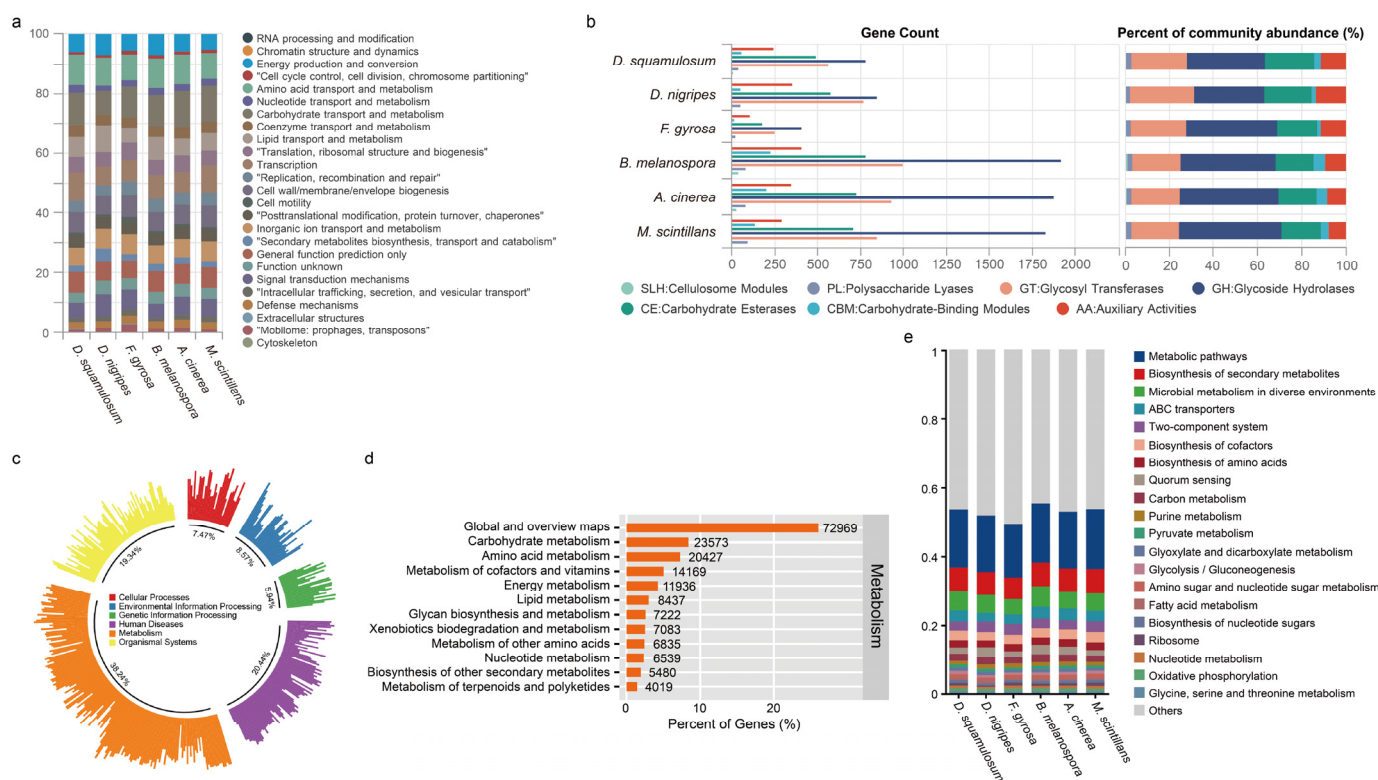 a
100
80
60
40
20
0
D. squamulosum
D. nigripes
F. gyrosa
B. melanospora
A. cinerea
M. scintillans
RNA processing and modification
Chromatin structure and dynamics
Energy production and conversion
"Cell cycle control, cell division, chromosome partitioning"
Amino acid transport and metabolism
Nucleotide transport and metabolism
Carbohydrate transport and metabolism
Coenzyme transport and metabolism
Lipid transport and metabolism
"Translation, ribosomal structure and biogenesis"
Transcription
"Replication, recombination and repair"
Cell wall/membrane/envelope biogenesis
Cell motility
"Posttranslational modification, protein turnover, chaperones"
Inorganic ion transport and metabolism
"Secondary metabolites biosynthesis, transport and catabolism"
General function prediction only
Function unknown
Signal transduction mechanisms
"Intracellular trafficking, secretion, and vesicular transport"
Defense mechanisms
Extracellular structures
"Mobilome: prophages, transposons"
Cytoskeleton
b
Gene Count
Percent of community abundance (%)
D. squamulosum
D. nigripes
F. gyrosa
B. melanospora
A. cinerea
M. scintillans
0 250 500 750 1000 1250 1500 1750 2000
0 20 40 60 80 100
SLH:Cellusome Modules PL:Polysaccharide Lyases GT:Glycosyl Transferases GH:Glycoside Hydrolases
CE:Carbohydrate Esterases CBM:Carbohydrate-Binding Modules AA:Auxiliary Activities
c
7.47%
8.57%
5.94%
20.44%
38.24%
19.34%
Cellular Processes
Environmental Information Processing
Genetic Information Processing
Human Diseases
Metabolism
Organismal Systems
d
Global and overview maps 72969
Carbohydrate metabolism 23573
Amino acid metabolism 20427
Metabolism of cofactors and vitamins 14169
Energy metabolism 11936
Lipid metabolism 8437
Glycan biosynthesis and metabolism 7222
Xenobiotics biodegradation and metabolism 7083
Metabolism of other amino acids 6835
Nucleotide metabolism 6539
Biosynthesis of other secondary metabolites 5480
Metabolism of terpenoids and polyketides 4019
0 10 20
Percent of Genes (%)
Metabolism
e
1
0.8
0.6
0.4
0.2
0
D. squamulosum
D. nigripes
F. gyrosa
B. melanospora
A. cinerea
M. scintillans
Metabolic pathways
Biosynthesis of secondary metabolites
Microbial metabolism in diverse environments
ABC transporters
Two-component system
Biosynthesis of cofactors
Biosynthesis of amino acids
Quorum sensing
Carbon metabolism
Purine metabolism
Pyruvate metabolism
Glyoxylate and dicarboxylate metabolism
Glycolysis / Gluconeogenesis
Amino sugar and nucleotide sugar metabolism
Fatty acid metabolism
Biosynthesis of nucleotide sugars
Ribosome
Nucleotide metabolism
Oxidative phosphorylation
Glycine, serine and threonine metabolism
Others